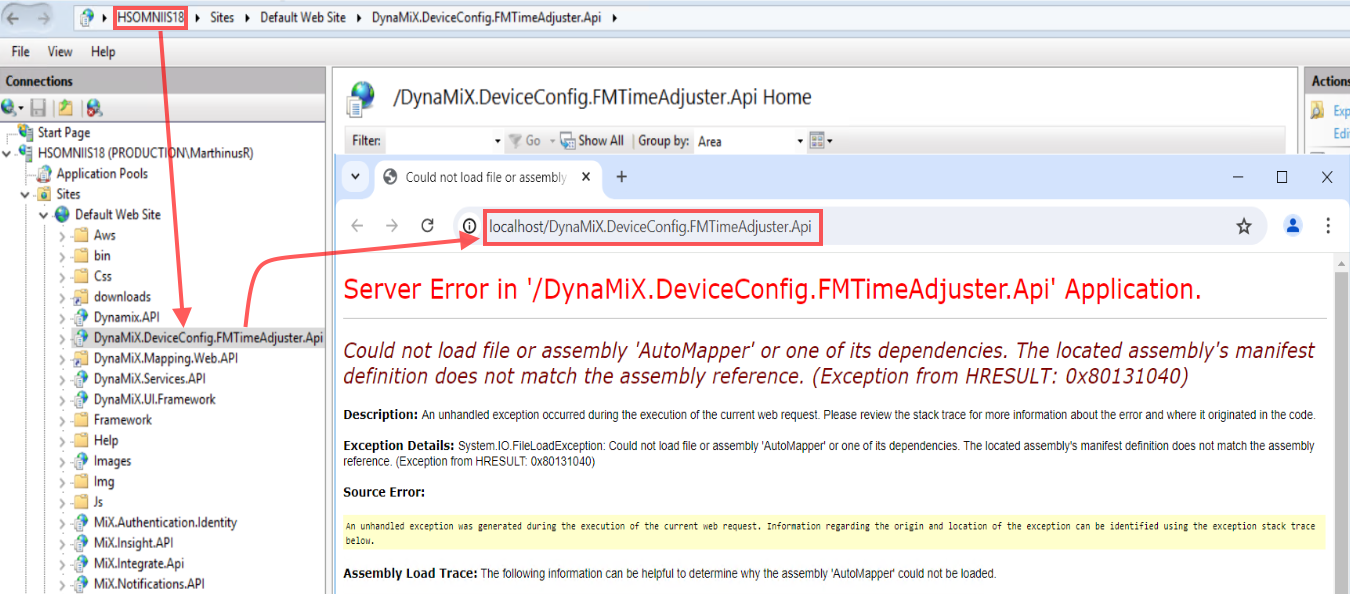 HSOMNIIS18 Sites Default Web Site DynaMiX.DeviceConfig.FMTimeAdjuster.Api
File View Help
Connections
Start Page
HSOMNIIS18 (PRODUCTION\MarthinusR)
Application Pools
Sites
Default Web Site
Aws
bin
Css
downloads
Dynamix.API
DynaMiX.DeviceConfig.FMTimeAdjuster.Api
DynaMiX.Mapping.Web.API
DynaMiX.Services.API
DynaMiX.UI.Framework
Framework
Help
Images
Img
Js
MiX.Authentication.Identity
MiX.Insight.API
MiX.Integrate.Api
MiX.Notifications.API
/DynaMiX.DeviceConfig.FMTimeAdjuster.Api Home
Filter: Go Show All Group by: Area
Actions
Exp
Edi
Could not load file or assembly
localhost/DynaMiX.DeviceConfig.FMTimeAdjuster.Api
Server Error in '/DynaMiX.DeviceConfig.FMTimeAdjuster.Api' Application.
Could not load file or assembly 'AutoMapper' or one of its dependencies. The located assembly's manifest
definition does not match the assembly reference. (Exception from HRESULT: 0x80131040)
Description: An unhandled exception occurred during the execution of the current web request. Please review the stack trace for more information about the error and where it originated in the code.
Exception Details: System.IO.FileLoadException: Could not load file or assembly 'AutoMapper' or one of its dependencies. The located assembly's manifest definition does not match the assembly
reference. (Exception from HRESULT: 0x80131040)
Source Error:
An unhandled exception was generated during the execution of the current web request. Information regarding the origin and location of the exception can be identified using the exception stack trace
below.
Assembly Load Trace: The following information can be helpful to determine why the assembly 'AutoMapper' could not be loaded.